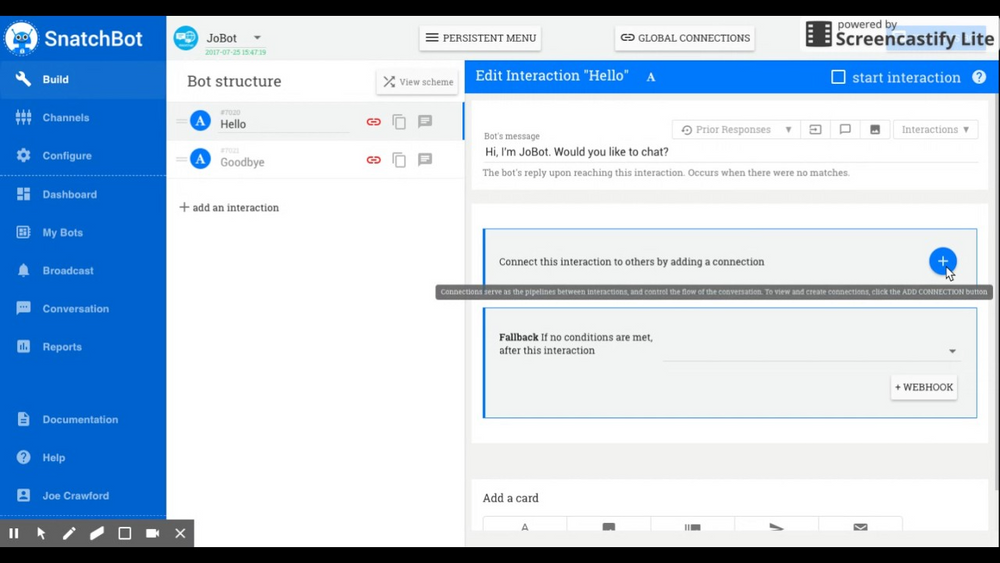 SnatchBot
JoBot
2017-07-25 15:47:19
PERSISTENT MENU
GLOBAL CONNECTIONS
powered by
Screencastify Lite
Build
Channels
Configure
Dashboard
My Bots
Broadcast
Conversation
Reports
Documentation
Help
Joe Crawford
Bot structure
View scheme
A
#7020
Hello
A
#7021
Goodbye
+ add an interaction
Edit Interaction "Hello" A
start interaction ?
Bot's message
Prior Responses
Interactions
Hi, I'm JoBot. Would you like to chat?
The bot's reply upon reaching this interaction. Occurs when there were no matches.
Connect this interaction to others by adding a connection
Connections serve as the pipelines between interactions, and control the flow of the conversation. To view and create connections, click the ADD CONNECTION button
Fallback If no conditions are met,
after this interaction
+ WEBHOOK
Add a card
A